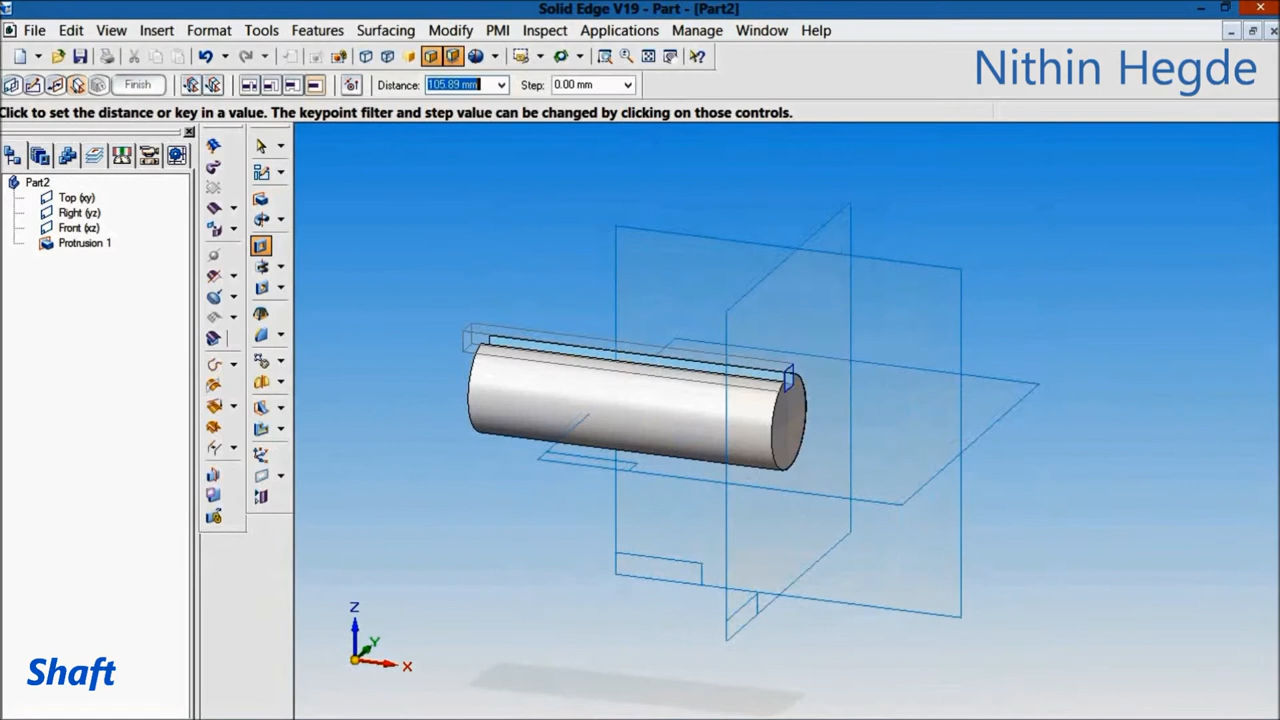 Solid Edge V19 - Part - [Part2]
File Edit View Insert Format Tools Features Surfacing Modify PMI Inspect Applications Manage Window Help
Nithin Hegde
Finish Distance: 105.89 mm Step: 0.00 mm
Click to set the distance or key in a value. The keypoint filter and step value can be changed by clicking on those controls.
Part2
Top (xy)
Right (yz)
Front (xz)
Protrusion 1
Z
Y
X
Shaft